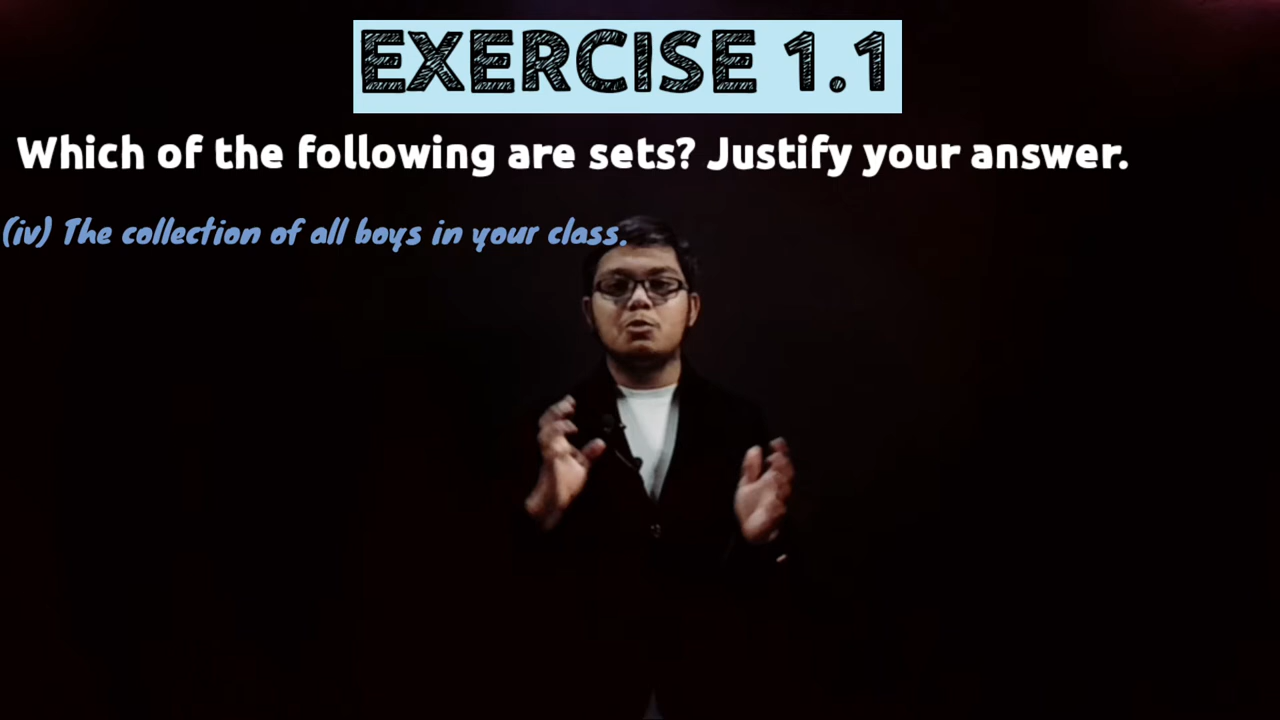 EXERCISE 1.1
Which of the following are sets? Justify your answer.
(iv) The collection of all boys in your class.